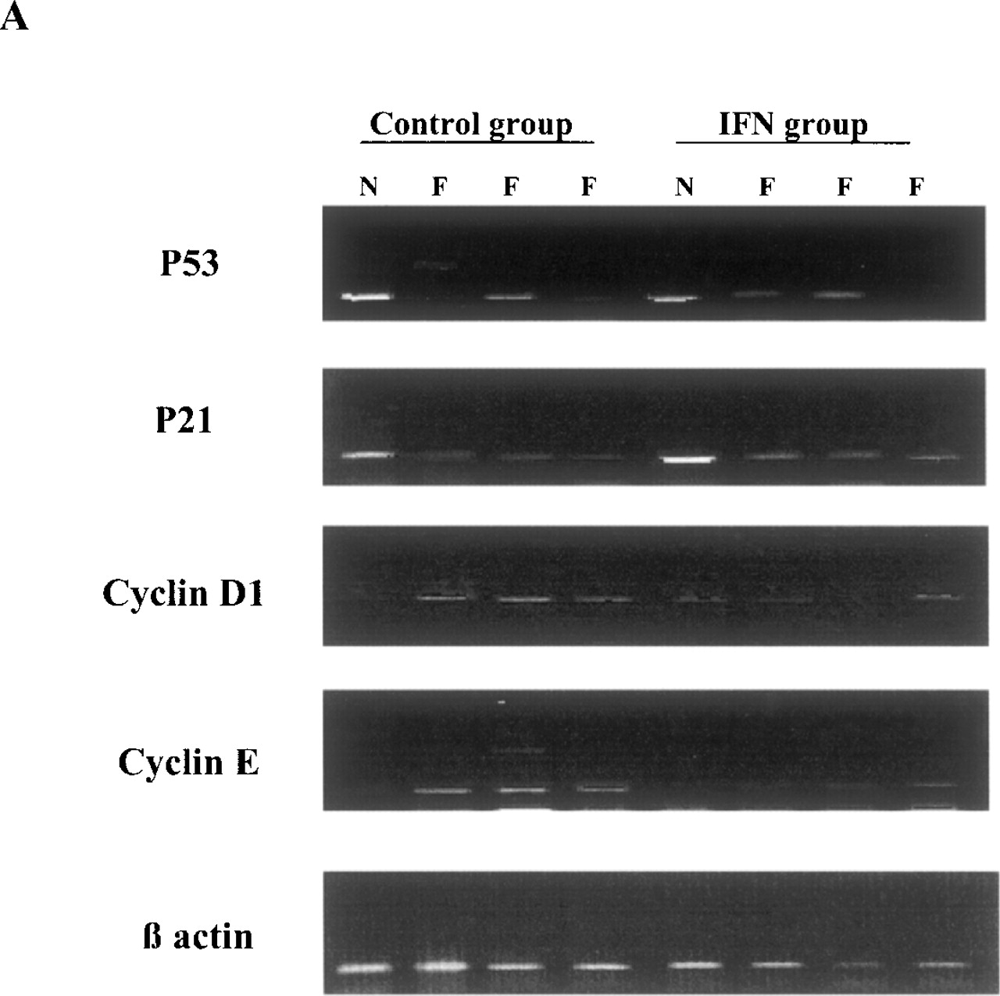 A
Control group IFN group
N F F F N F F F
P53
P21
Cyclin D1
Cyclin E
ß actin